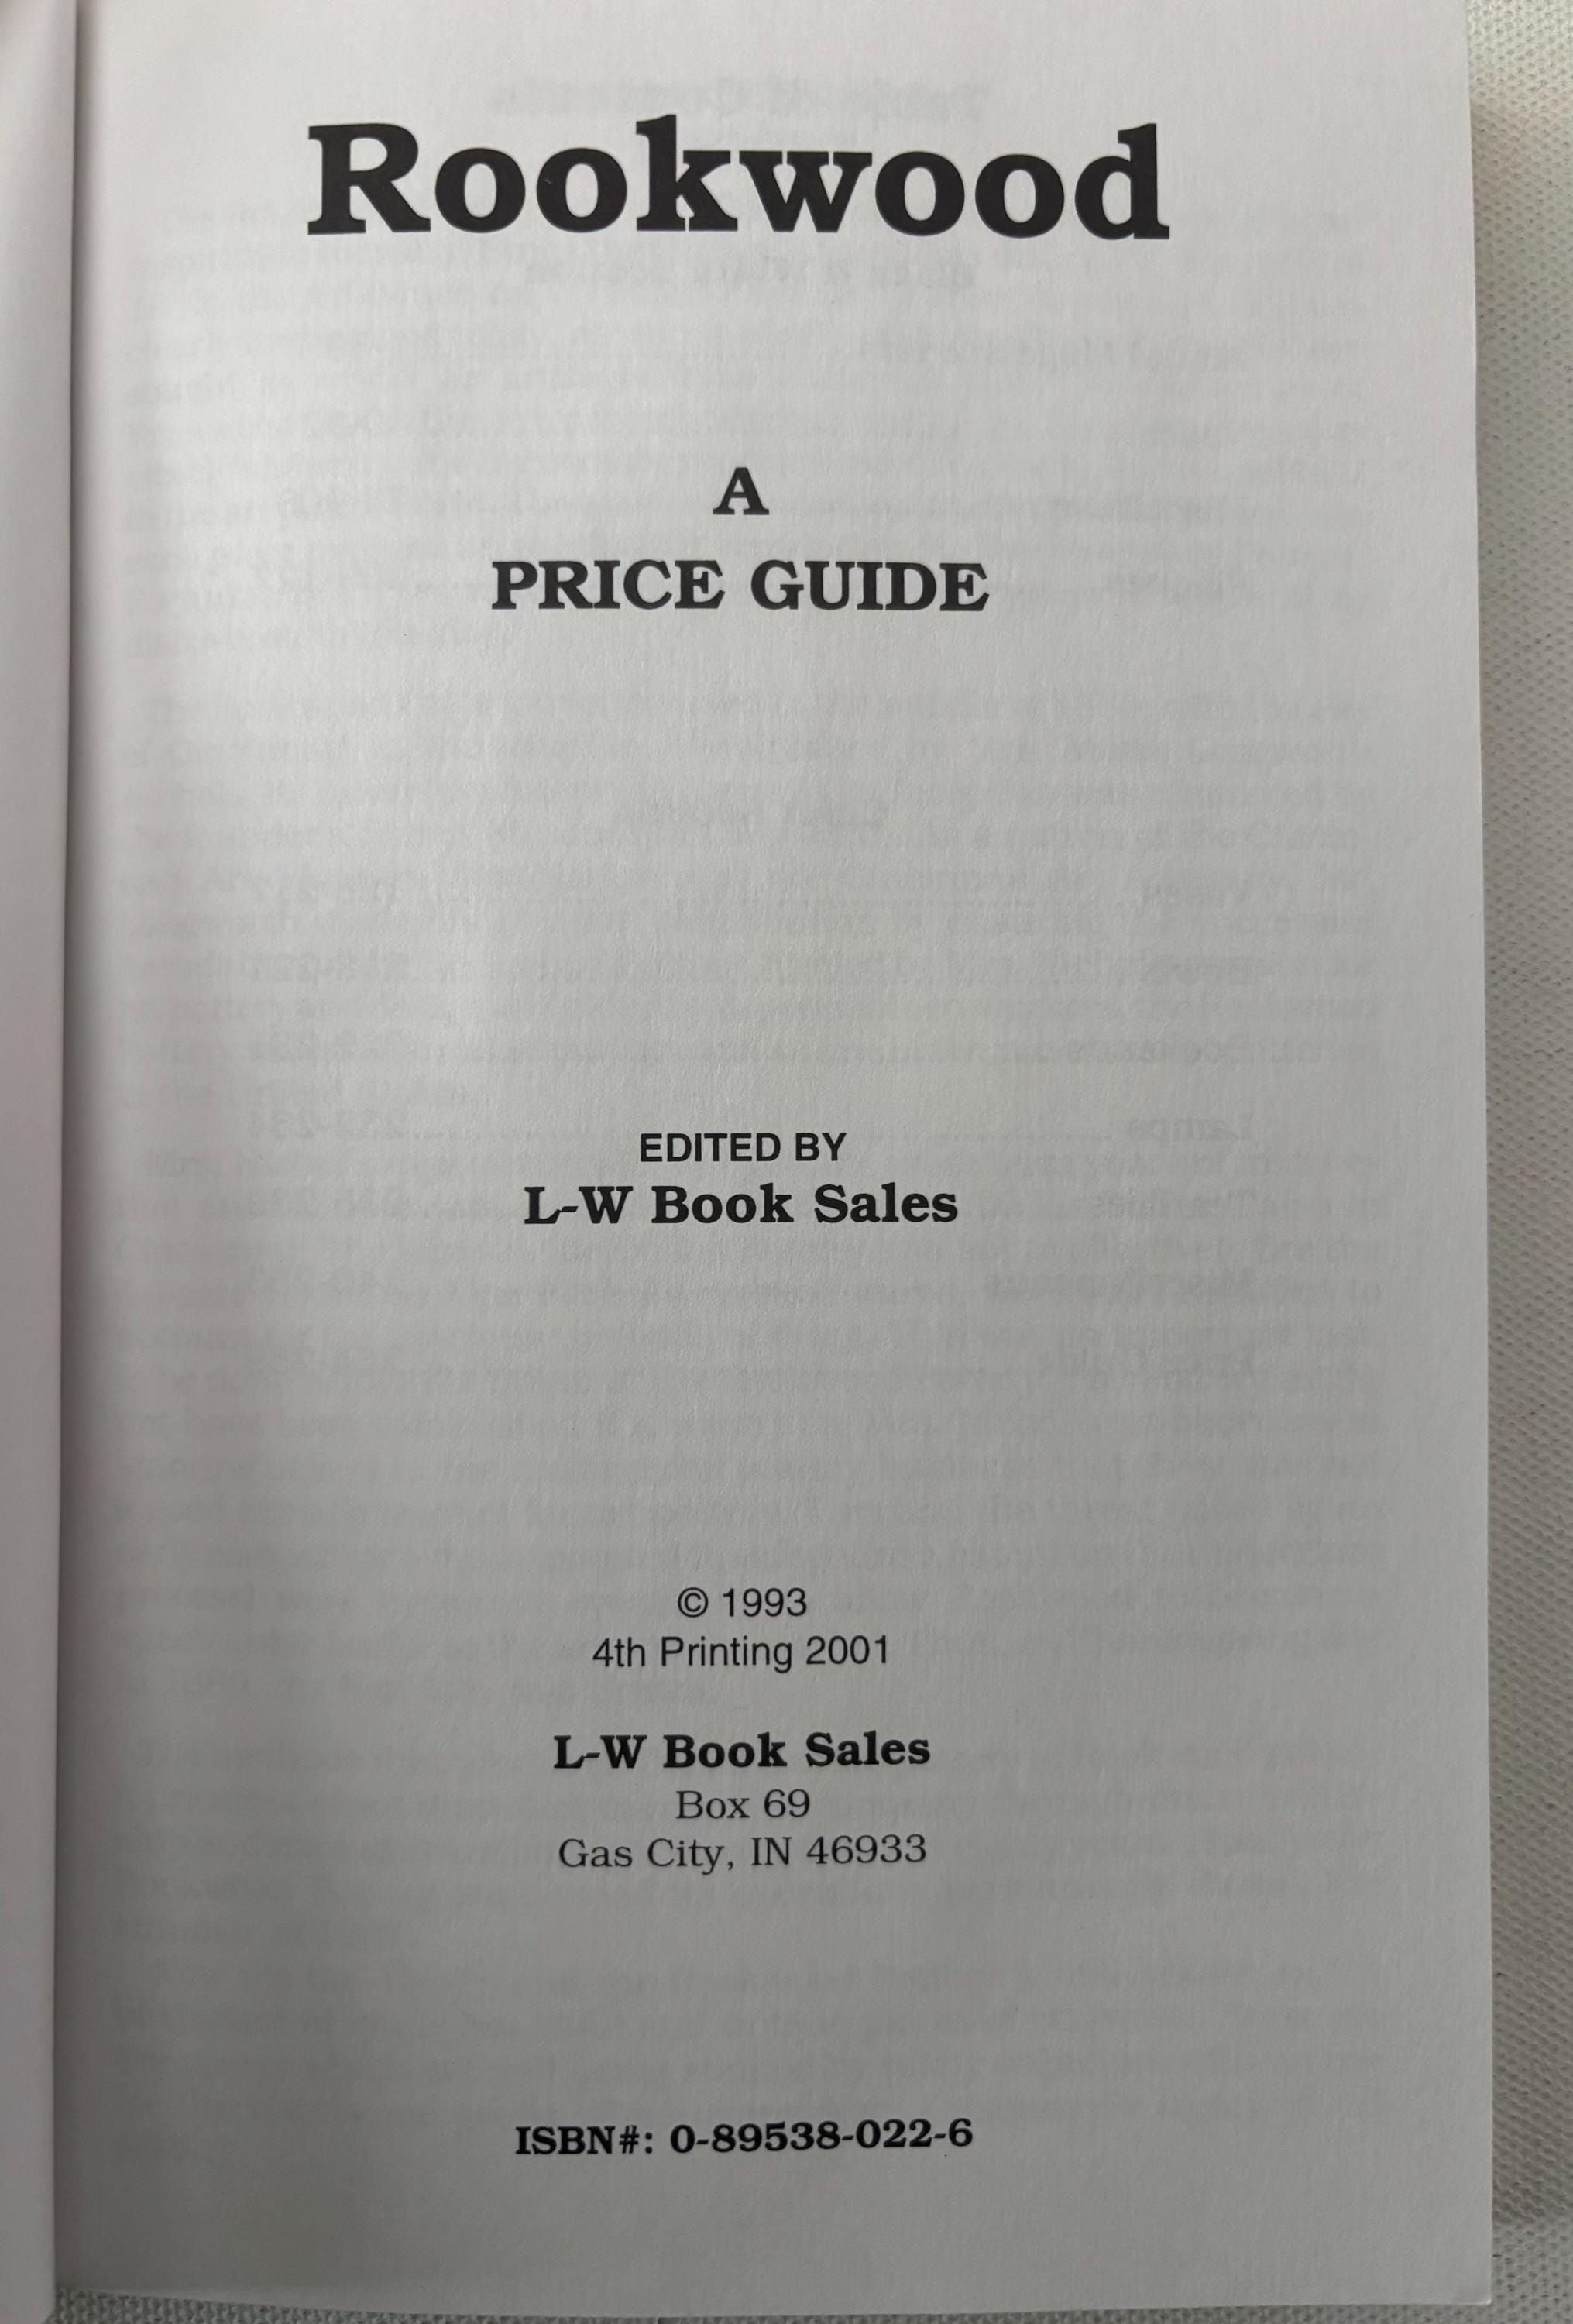 Rookwood
A
PRICE GUIDE
EDITED BY
L-W Book Sales
© 1993
4th Printing 2001
L-W Book Sales
Box 69
Gas City, IN 46933
ISBN#: 0-89538-022-6